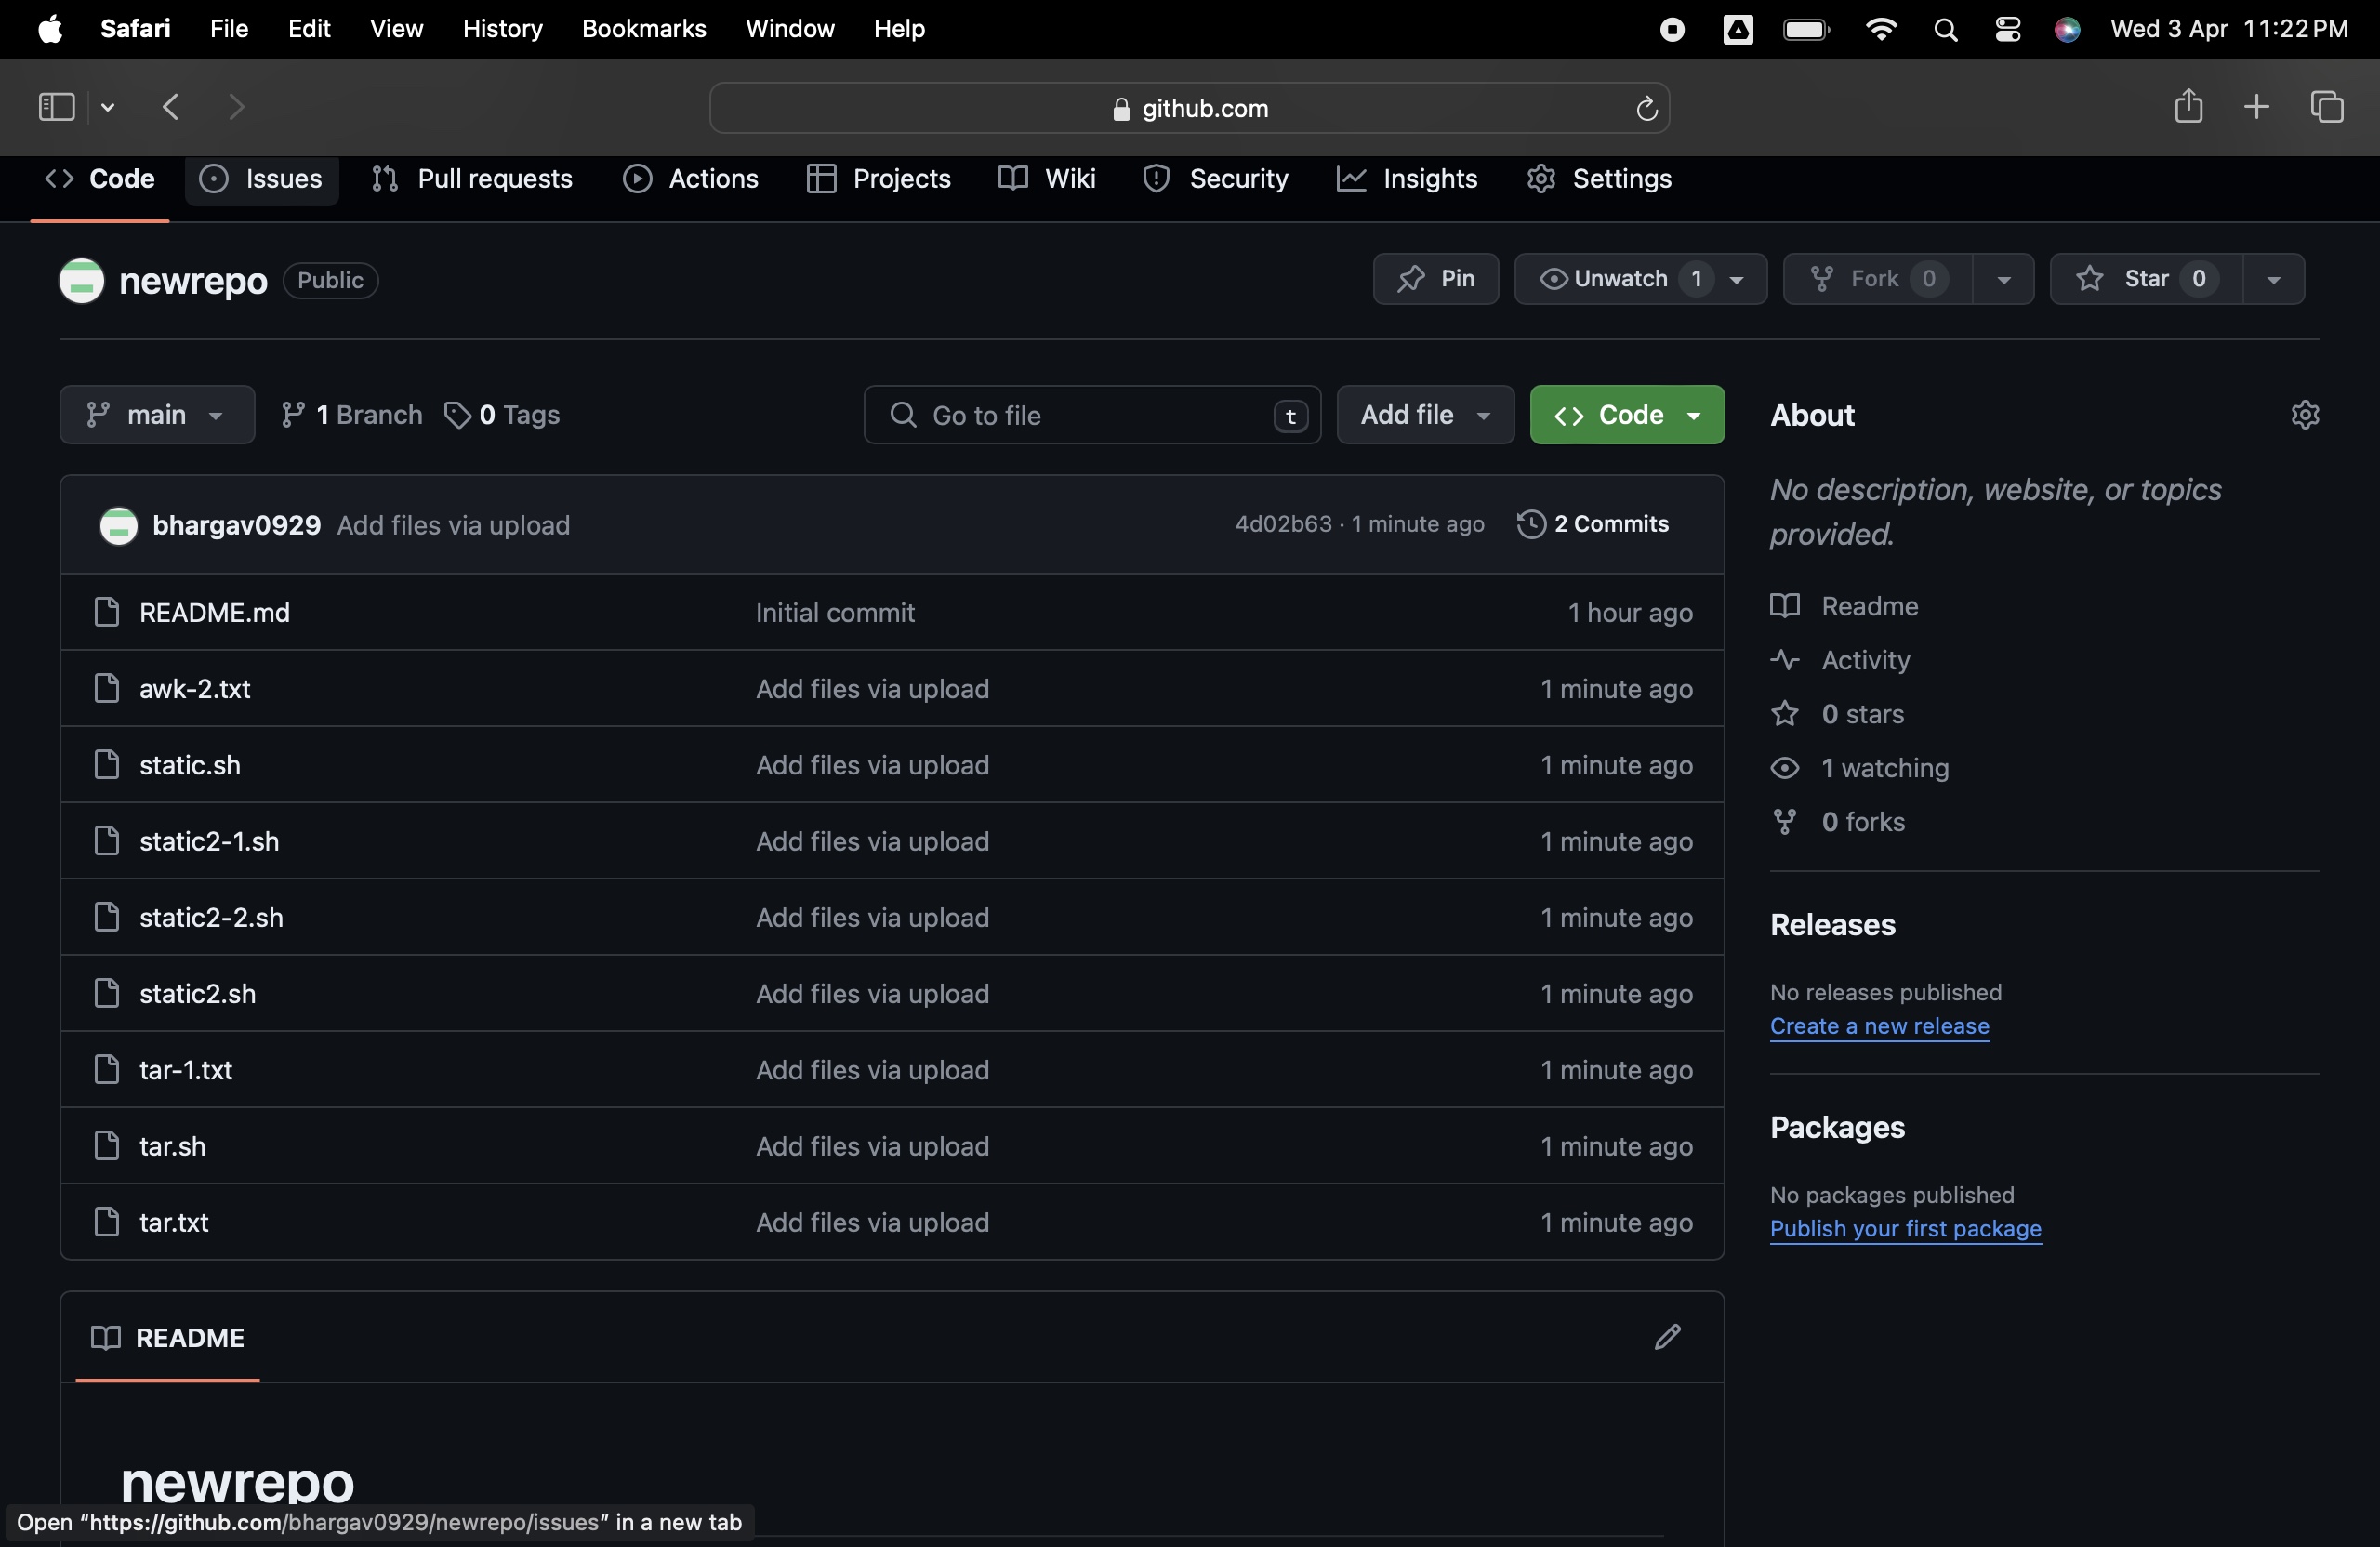 Safari File Edit View History Bookmarks Window Help Wed 3 Apr 11:22 PM
github.com
Code Issues Pull requests Actions Projects Wiki Security Insights Settings
newrepo Public Pin Unwatch 1 Fork 0 Star 0
main 1 Branch 0 Tags Go to file t Add file Code
About
No description, website, or topics
provided.
bhargav0929 Add files via upload 4d02b63 · 1 minute ago 2 Commits
README.md Initial commit 1 hour ago
awk-2.txt Add files via upload 1 minute ago
static.sh Add files via upload 1 minute ago
static2-1.sh Add files via upload 1 minute ago
static2-2.sh Add files via upload 1 minute ago
static2.sh Add files via upload 1 minute ago
tar-1.txt Add files via upload 1 minute ago
tar.sh Add files via upload 1 minute ago
tar.txt Add files via upload 1 minute ago
Readme
Activity
0 stars
1 watching
0 forks
Releases
No releases published
Create a new release
Packages
No packages published
Publish your first package
README
newrepo
Open “https://github.com/bhargav0929/newrepo/issues” in a new tab